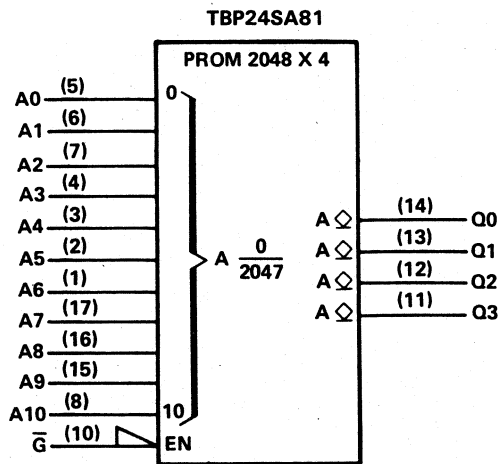 TBP24SA81
PROM 2048 X 4
A0 (5) 0
A1 (6)
A2 (7)
A3 (4)
A4 (3)
A5 (2)
A6 (1)
A7 (17)
A8 (16)
A9 (15)
A10 (8) 10
G̅ (10) EN
A 0
2047
A (14) Q0
A (13) Q1
A (12) Q2
A (11) Q3